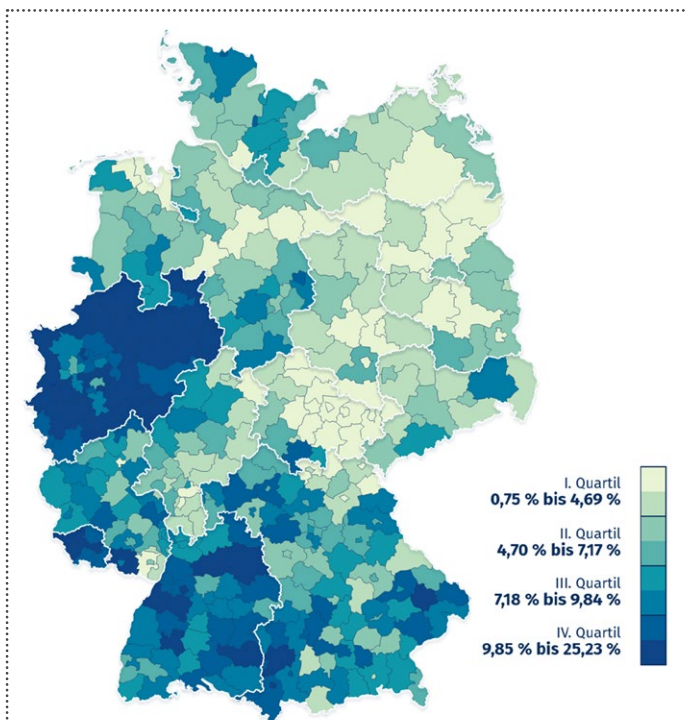 I. Quartil
0,75 % bis 4,69 %
II. Quartil
4,70 % bis 7,17 %
III. Quartil
7,18 % bis 9,84 %
IV. Quartil
9,85 % bis 25,23 %